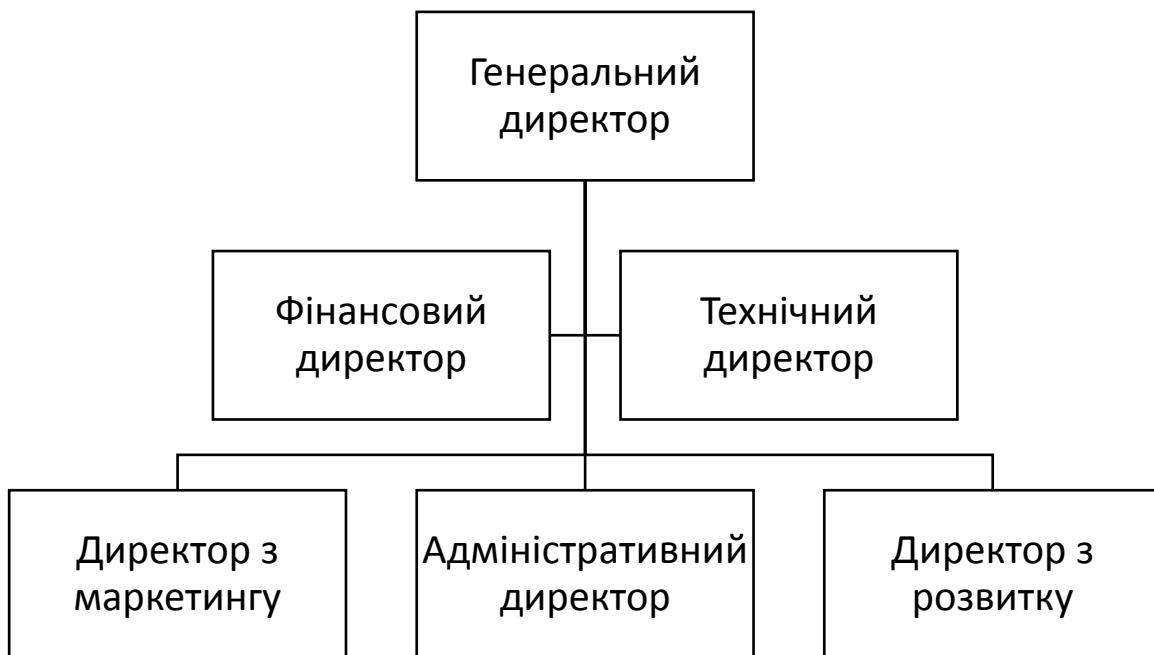 Генеральний
директор
Фінансовий
директор
Технічний
директор
Директор з
маркетингу
Адміністративний
директор
Директор з
розвитку